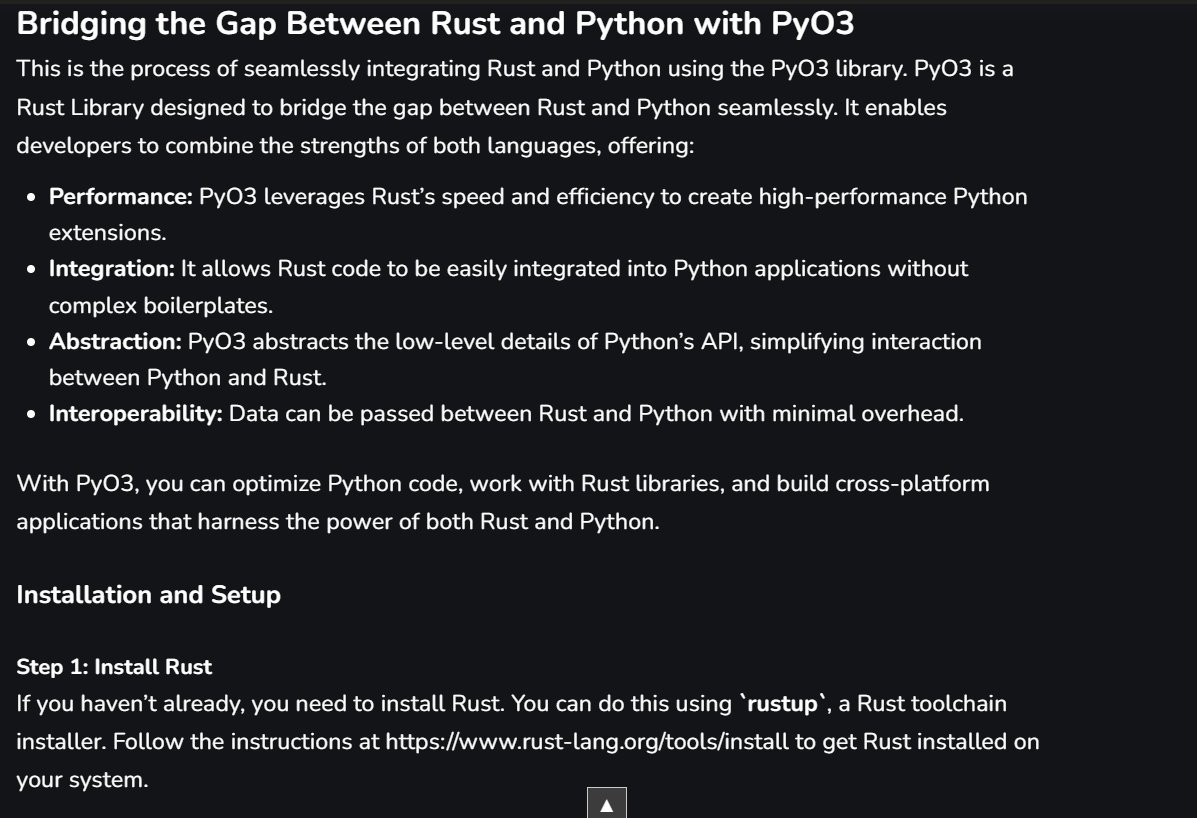 Bridging the Gap Between Rust and Python with PyO3
This is the process of seamlessly integrating Rust and Python using the PyO3 library. PyO3 is a
Rust Library designed to bridge the gap between Rust and Python seamlessly. It enables
developers to combine the strengths of both languages, offering:
• Performance: PyO3 leverages Rust’s speed and efficiency to create high-performance Python
extensions.
• Integration: It allows Rust code to be easily integrated into Python applications without
complex boilerplates.
• Abstraction: PyO3 abstracts the low-level details of Python’s API, simplifying interaction
between Python and Rust.
• Interoperability: Data can be passed between Rust and Python with minimal overhead.
With PyO3, you can optimize Python code, work with Rust libraries, and build cross-platform
applications that harness the power of both Rust and Python.
Installation and Setup
Step 1: Install Rust
If you haven’t already, you need to install Rust. You can do this using `rustup`, a Rust toolchain
installer. Follow the instructions at https://www.rust-lang.org/tools/install to get Rust installed on
your system.